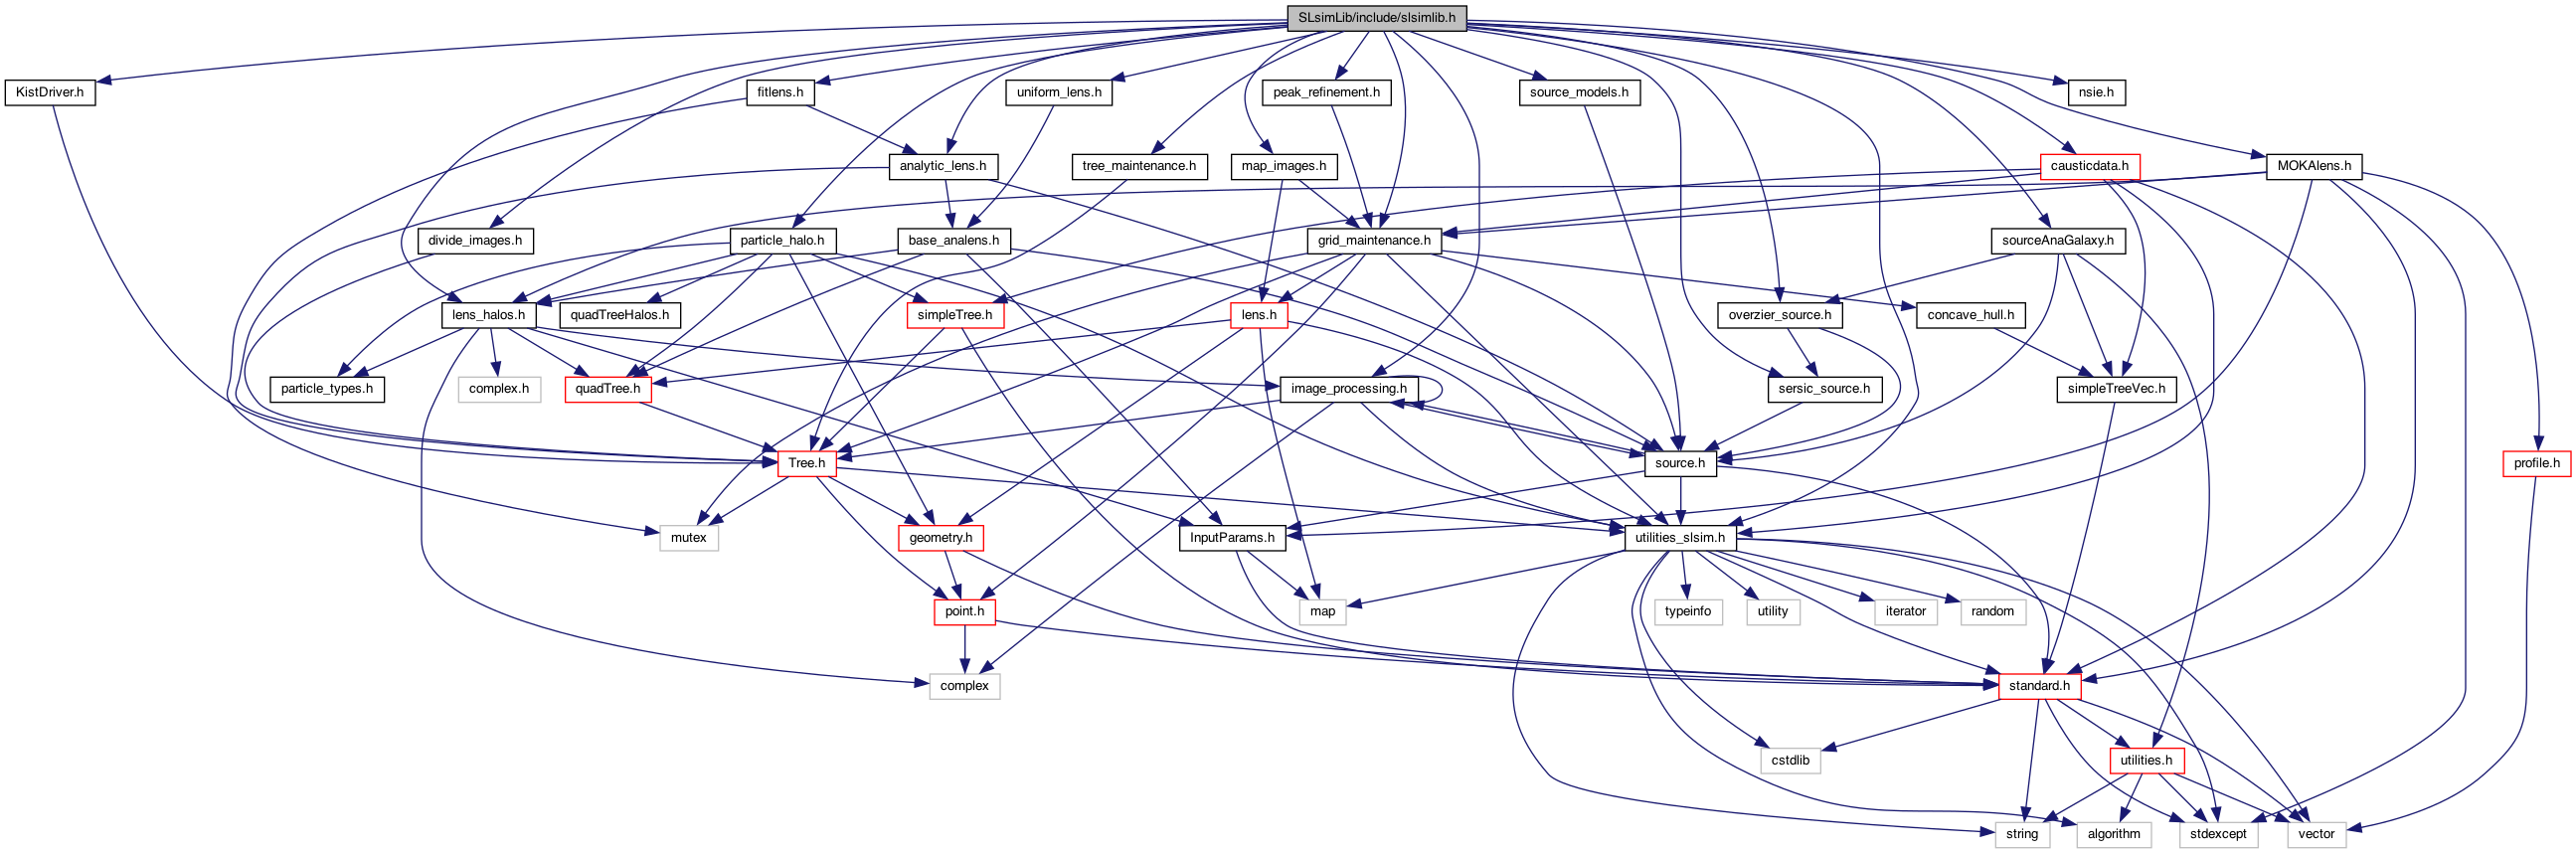 SLsimLib/include/slsimlib.h
KistDriver.h
fitlens.h
uniform_lens.h
peak_refinement.h
source_models.h
nsie.h
analytic_lens.h
tree_maintenance.h
map_images.h
causticdata.h
MOKAlens.h
divide_images.h
particle_halo.h
base_analens.h
grid_maintenance.h
sourceAnaGalaxy.h
lens_halos.h
quadTreeHalos.h
simpleTree.h
lens.h
overzier_source.h
concave_hull.h
particle_types.h
complex.h
quadTree.h
image_processing.h
sersic_source.h
simpleTreeVec.h
Tree.h
source.h
profile.h
mutex
geometry.h
InputParams.h
utilities_slsim.h
point.h
map
typeinfo
utility
iterator
random
complex
standard.h
cstdlib
utilities.h
string
algorithm
stdexcept
vector